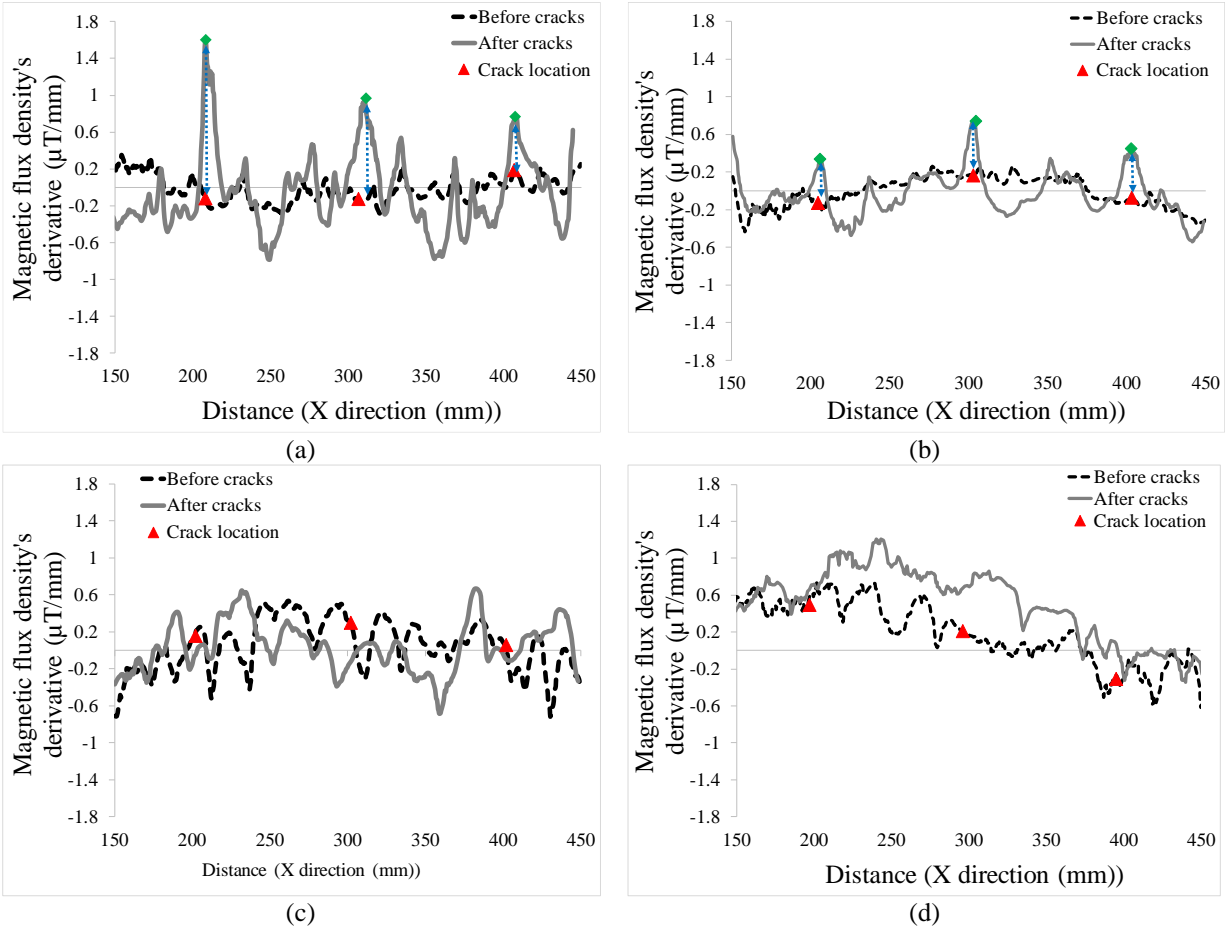 Magnetic flux density's
derivative (µT/mm)
1.8
1.4
1
0.6
0.2
-0.2
-0.6
-1
-1.4
-1.8
Before cracks
After cracks
Crack location
150 200 250 300 350 400 450
Distance (X direction (mm))
(a)
Magnetic flux density's
derivative (µT/mm)
1.8
1.4
1
0.6
0.2
-0.2
-0.6
-1
-1.4
-1.8
Before cracks
After cracks
Crack location
150 200 250 300 350 400 450
Distance (X direction (mm))
(b)
Magnetic flux density's
derivative (µT/mm)
1.8
1.4
1
0.6
0.2
-0.2
-0.6
-1
-1.4
-1.8
Before cracks
After cracks
Crack location
150 200 250 300 350 400 450
Distance (X direction (mm))
(c)
Magnetic flux density's
derivative (µT/mm)
1.8
1.4
1
0.6
0.2
-0.2
-0.6
-1
-1.4
-1.8
Before cracks
After cracks
Crack location
150 200 250 300 350 400 450
Distance (X direction (mm))
(d)